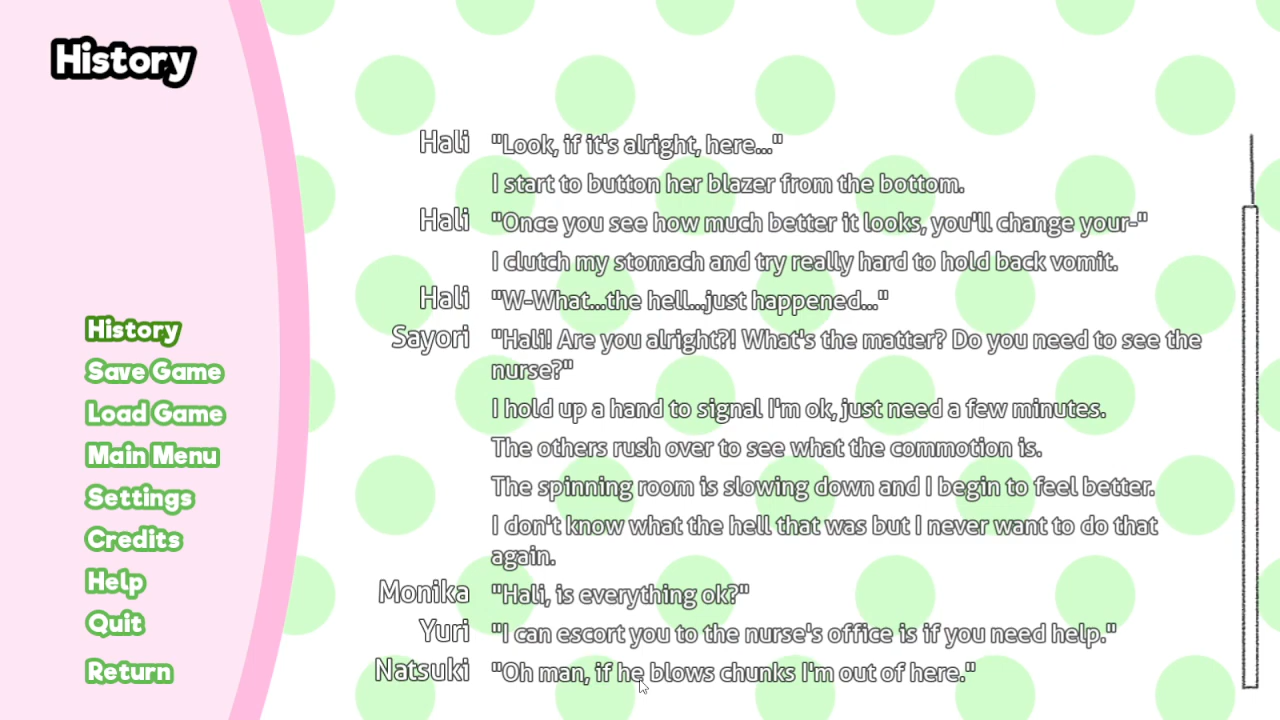 History
History
Save Game
Load Game
Main Menu
Settings
Credits
Help
Quit
Return
Hali "Look, if it's alright, here..."
I start to button her blazer from the bottom.
Hali "Once you see how much better it looks, you'll change your-"
I clutch my stomach and try really hard to hold back vomit.
Hali "W-What...the hell...just happened..."
Sayori "Hali! Are you alright?! What's the matter? Do you need to see the
nurse?"
I hold up a hand to signal I'm ok, just need a few minutes.
The others rush over to see what the commotion is.
The spinning room is slowing down and I begin to feel better.
I don't know what the hell that was but I never want to do that
again.
Monika "Hali, is everything ok?"
Yuri "I can escort you to the nurse's office is if you need help."
Natsuki "Oh man, if he blows chunks I'm out of here."